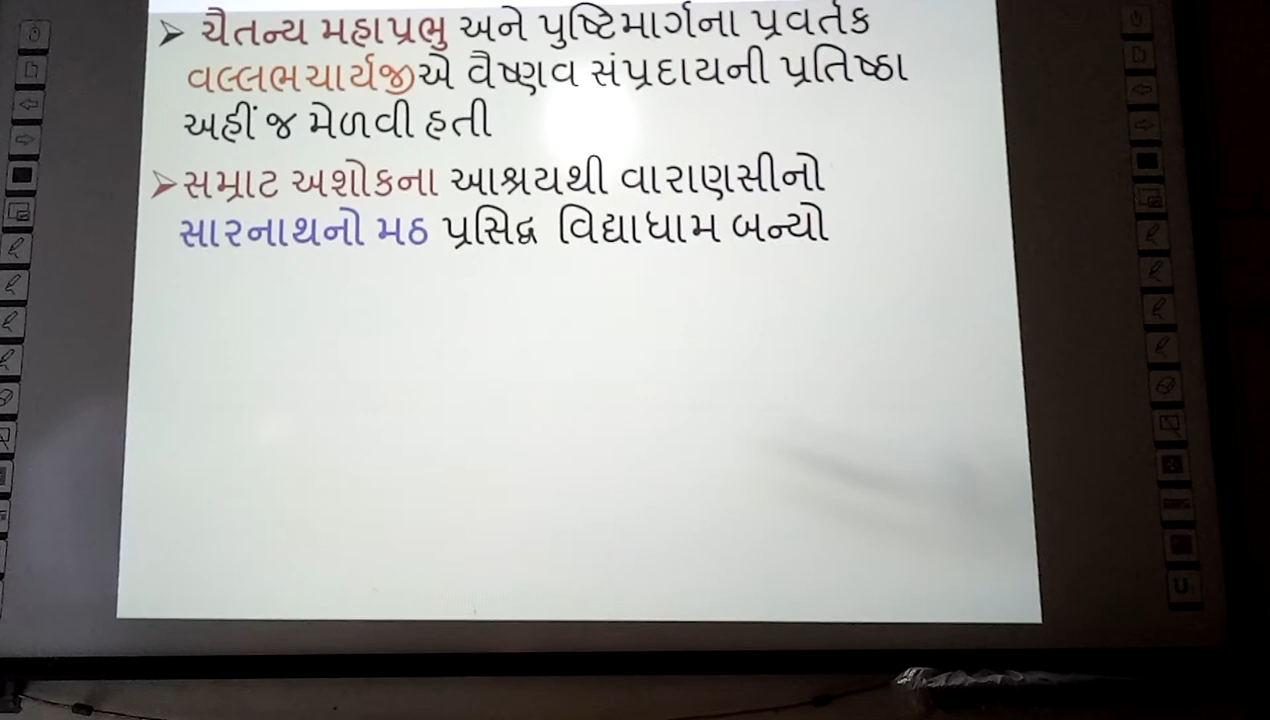 ➢ ચૈતન્ય મહાપ્રભુ અને પુષ્ટિમાર્ગના પ્રવર્તક
વલ્લભચાર્યજીએ વૈષ્ણવ સંપ્રદાયની પ્રતિષ્ઠા
અહીં જ મેળવી હતી
➢ સમ્રાટ અશોકના આશ્રયથી વારાણસીનો
સારનાથનો મઠ પ્રસિદ્ધ વિદ્યાધામ બન્યો